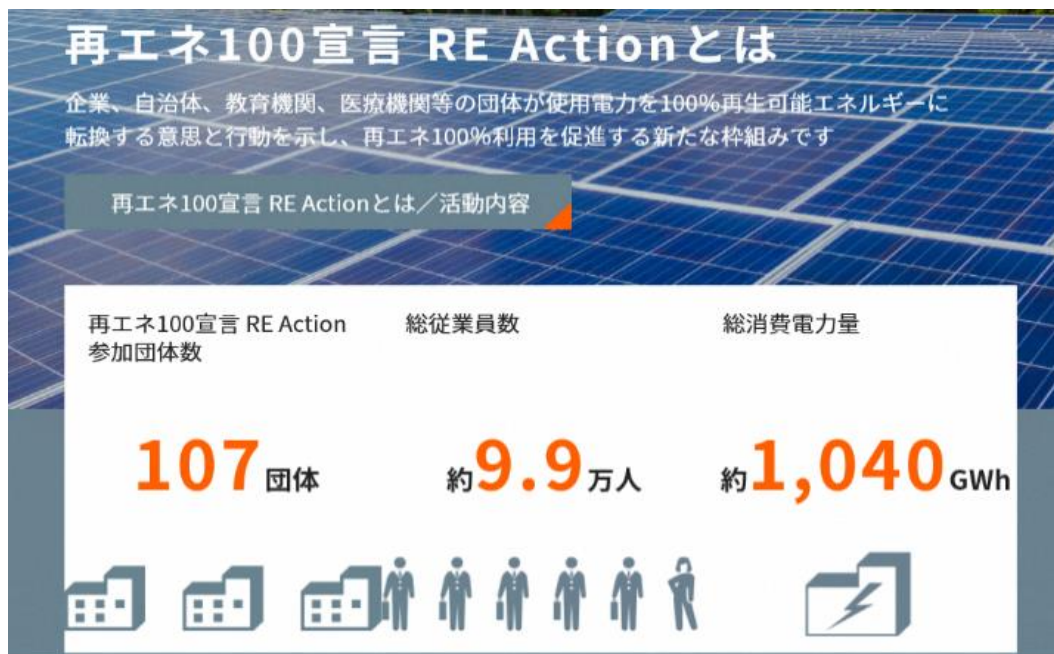 再エネ100宣言 RE Actionとは
企業、自治体、教育機関、医療機関等の団体が使用電力を100%再生可能エネルギーに
転換する意思と行動を示し、再エネ100%利用を促進する新たな枠組みです
再エネ100宣言 RE Actionとは／活動内容
再エネ100宣言 RE Action
参加団体数
107団体
総従業員数
約9.9万人
総消費電力量
約1,040GWh